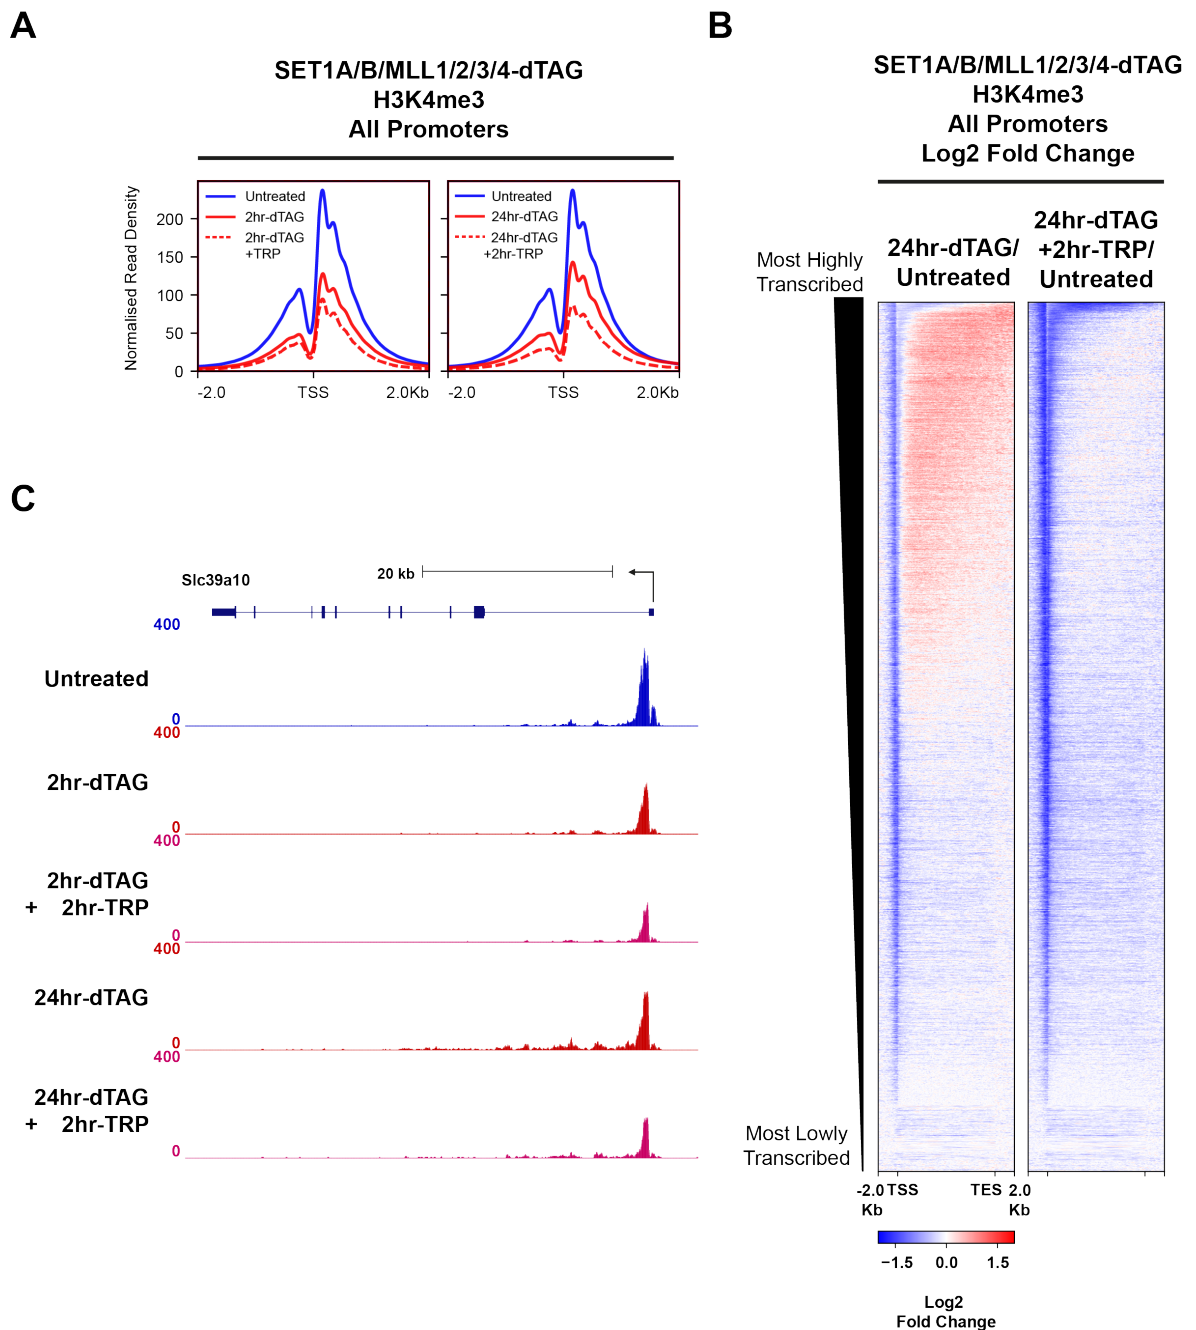 A
SET1A/B/MLL1/2/3/4-dTAG
H3K4me3
All Promoters
Normalised Read Density
200
150
100
50
0
Untreated
2hr-dTAG
2hr-dTAG
+TRP
-2.0
TSS
2.0Kb
Untreated
24hr-dTAG
24hr-dTAG
+2hr-TRP
-2.0
TSS
2.0Kb
B
SET1A/B/MLL1/2/3/4-dTAG
H3K4me3
All Promoters
Log2 Fold Change
24hr-dTAG/
Untreated
24hr-dTAG
+2hr-TRP/
Untreated
Most Highly
Transcribed
Most Lowly
Transcribed
-2.0
Kb
TSS
TES
2.0
Kb
−1.5
0.0
1.5
Log2
Fold Change
C
Slc39a10
20 kb
400
Untreated
0
400
2hr-dTAG
0
400
2hr-dTAG
+ 2hr-TRP
0
400
24hr-dTAG
0
400
24hr-dTAG
+ 2hr-TRP
0